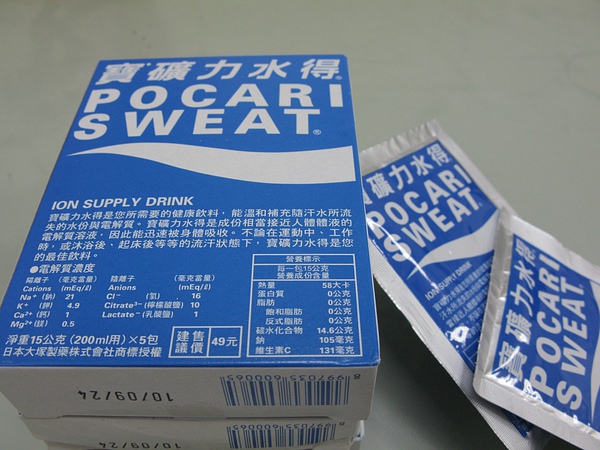 寶礦力水得®
POCARI
SWEAT®
ION SUPPLY DRINK
寶礦力水得是您所需要的健康飲料,能溫和補充隨汗水所流
失的水份與電解質。寶礦力水得是成份相當接近人體體液的
電解質溶液,因此能迅速被身體吸收。不論在運動中、工作
時,或沐浴後、起床後等等的流汗狀態下,寶礦力水得是您
的最佳飲料。
●電解質濃度
陽離子 (毫克當量) 陰離子 (毫克當量)
Cations (mEq/ℓ) Anions (mEq/ℓ)
Na⁺ (鈉) 21 Cl⁻ (氯) 16
K⁺ (鉀) 4.9 Citrate³⁻ (檸檬酸鹽) 10
Ca²⁺ (鈣) 1 Lactate⁻ (乳酸鹽) 1
Mg²⁺ (鎂) 0.5
營養標示
每一包15公克
營養成份含量
熱量 58大卡
蛋白質 0公克
脂肪 0公克
飽和脂肪 0公克
反式脂肪 0公克
碳水化合物 14.6公克
鈉 105毫克
維生素C 131毫克
淨重15公克 (200ml用) ×5包
日本大塚製藥株式會社商標授權
建售
議價 49元
10/09/24
8997035600065
10/09/24
寶礦力水得
POCARI
SWEAT
ION SUPPLY DRINK
寶礦力水得
POCARI
SWEAT